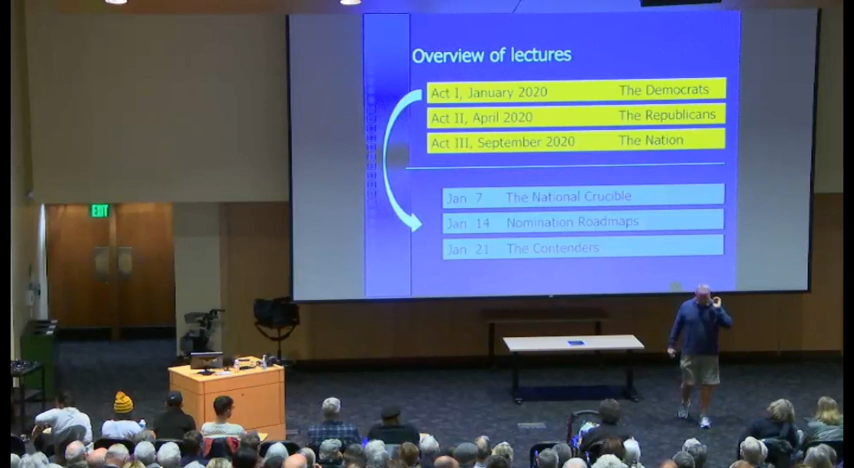 Overview of lectures
Act I, January 2020 The Democrats
Act II, April 2020 The Republicans
Act III, September 2020 The Nation
Jan 7 The National Crucible
Jan 14 Nomination Roadmaps
Jan 21 The Contenders
EXIT